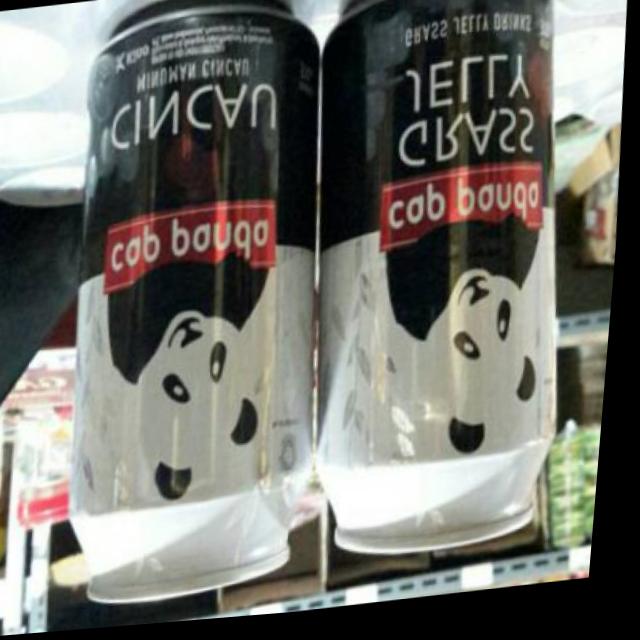 cap panda
CINCAU
MINUMAN CINCAU
cap panda
GRASS
JELLY
GRASS JELLY DRINK